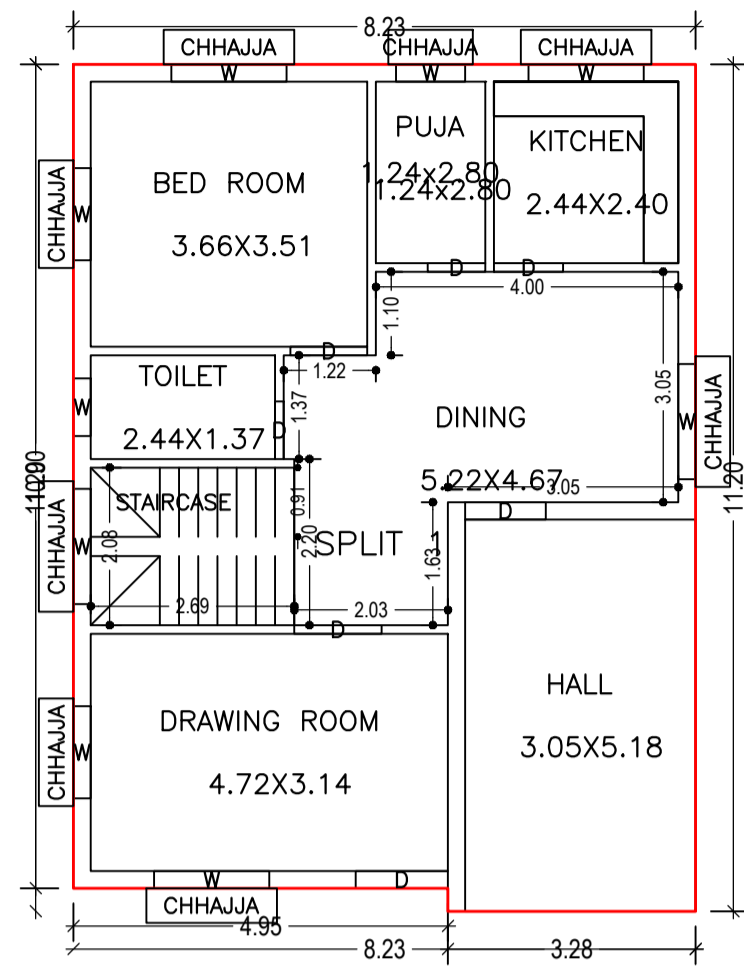 8.23
CHHAJJA
CHHAJJA
CHHAJJA
W
W
W
PUJA
KITCHEN
BED ROOM
1.24x2.80
1.24x2.80
CHHAJJA
W
2.44X2.40
3.66X3.51
D
D
4.00
1.10
D
1.22
TOILET
3.05
W
1.37
DINING
W
CHHAJJA
2.44X1.37
D
5.22X4.67
3.05
11.20
STAIRCASE
0.91
D
CHHAJJA
W
2.08
2.20
SPLIT 1
1.63
2.69
2.03
D
HALL
DRAWING ROOM
3.05X5.18
CHHAJJA
W
4.72X3.14
W
D
CHHAJJA
4.95
8.23
3.28